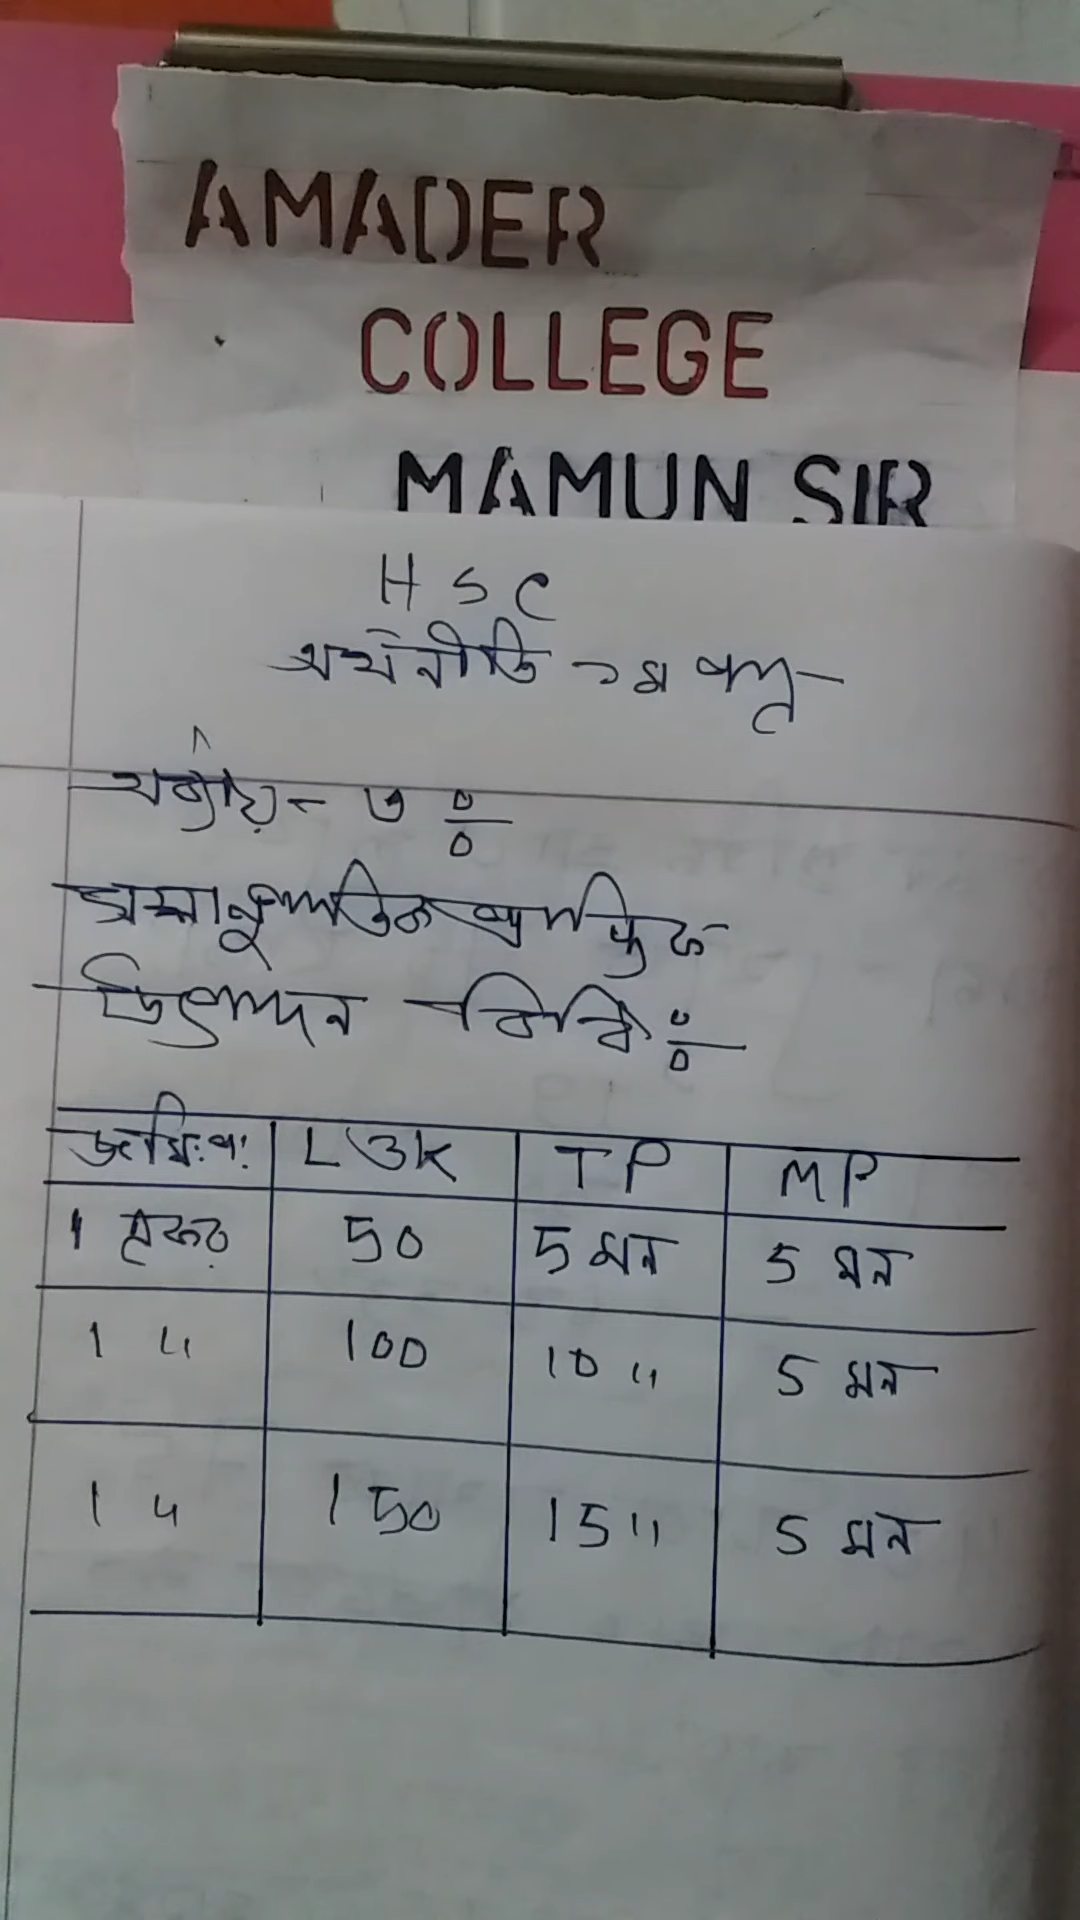 AMADER
COLLEGE
MAMUN SIR
HSC
অর্থনীতি - ১ম পত্র
অধ্যায় - ৩ ঃ
সমানুপাতিক প্রান্তিক
উৎপাদন বিধি ঃ
জমির প. L ও K TP MP
1 একর 50 5 মন 5 মন
1 " 100 10 " 5 মন
1 " 150 15 " 5 মন